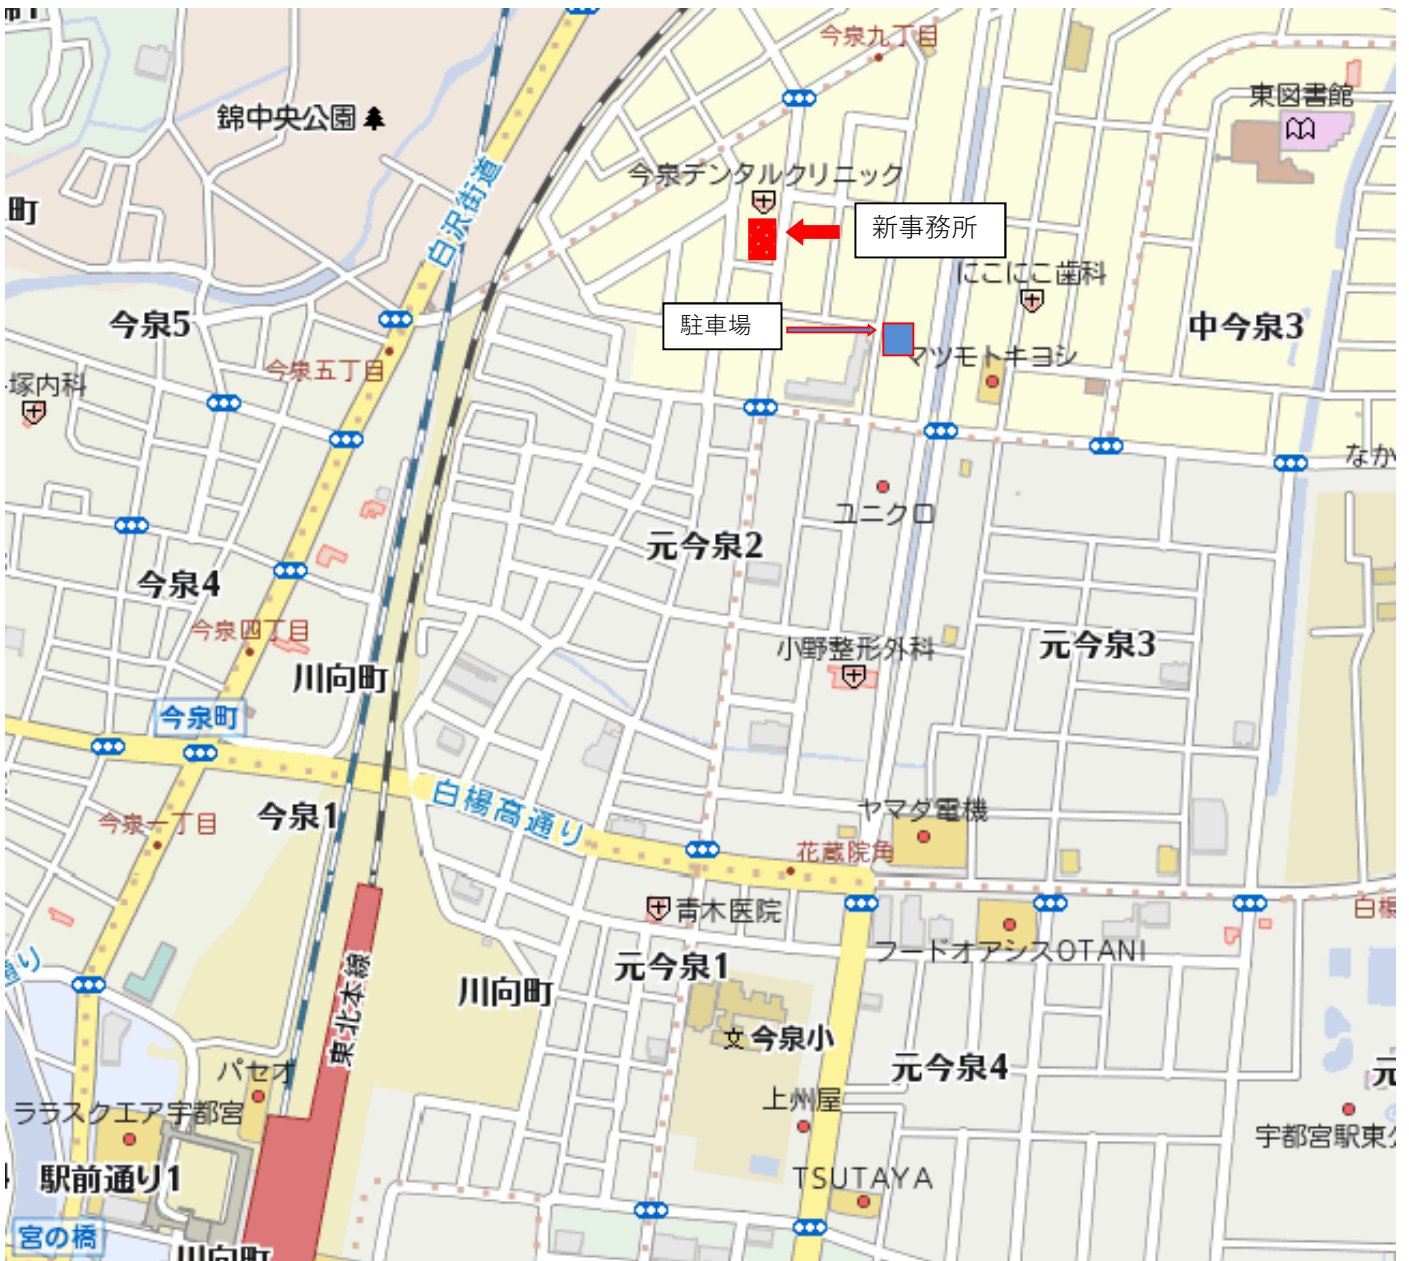 今泉九丁目
東図書館
錦中央公園
今泉デンタルクリニック
町
白沢街道
新事務所
にこにこ歯科
今泉5
駐車場
中今泉3
マツモトキヨシ
今泉五丁目
塚内科
なか
ユニクロ
元今泉2
今泉4
今泉四丁目
小野整形外科
元今泉3
川向町
今泉町
白楊高通り
今泉1
今泉一丁目
ヤマダ電機
花蔵院角
青木医院
白楊
通り
フードオアシスOTANI
元今泉1
川向町
東北本線
今泉小
パセオ
元今泉4
元
上州屋
ララスクエア宇都宮
宇都宮駅東公
駅前通り1
TSUTAYA
宮の橋
川向町